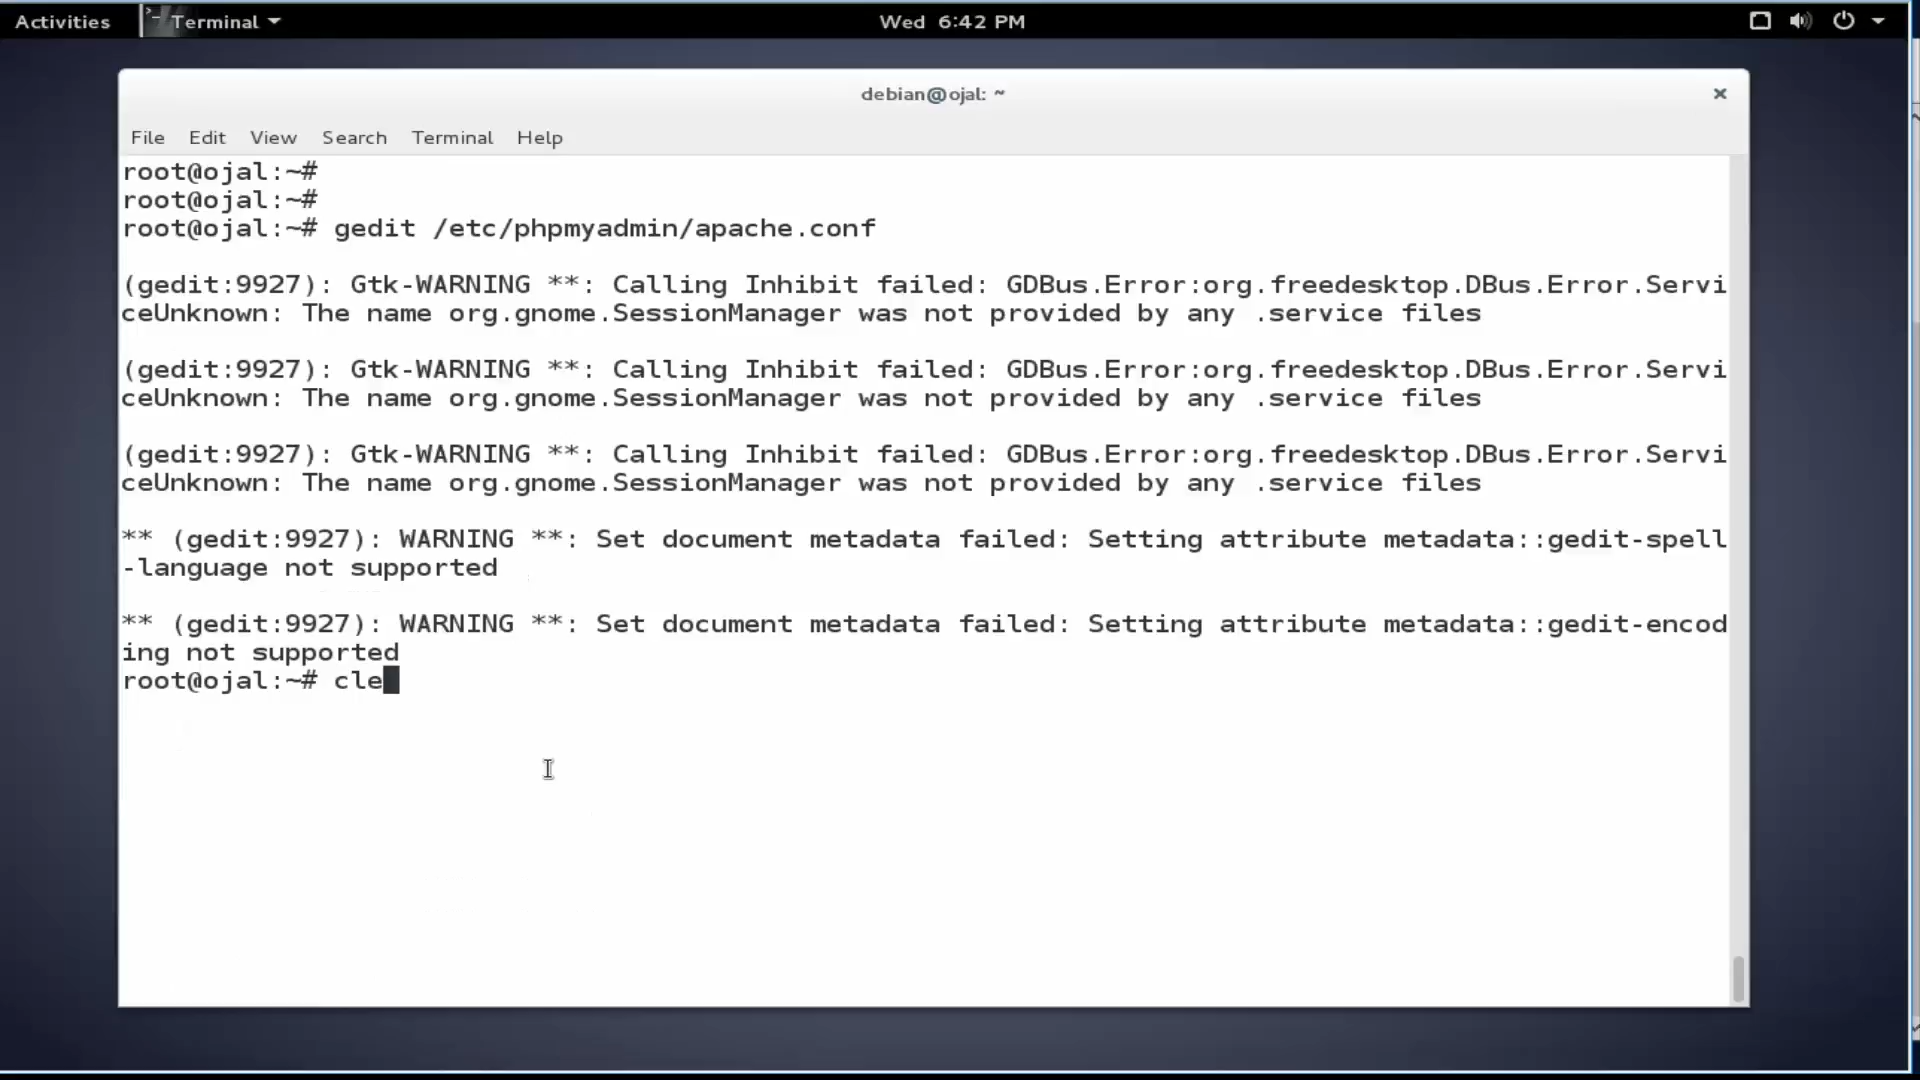 Activities Terminal Wed 6:42 PM
debian@ojal: ~
File Edit View Search Terminal Help
root@ojal:~#
root@ojal:~#
root@ojal:~# gedit /etc/phpmyadmin/apache.conf
(gedit:9927): Gtk-WARNING **: Calling Inhibit failed: GDBus.Error:org.freedesktop.DBus.Error.Servi
ceUnknown: The name org.gnome.SessionManager was not provided by any .service files
(gedit:9927): Gtk-WARNING **: Calling Inhibit failed: GDBus.Error:org.freedesktop.DBus.Error.Servi
ceUnknown: The name org.gnome.SessionManager was not provided by any .service files
(gedit:9927): Gtk-WARNING **: Calling Inhibit failed: GDBus.Error:org.freedesktop.DBus.Error.Servi
ceUnknown: The name org.gnome.SessionManager was not provided by any .service files
** (gedit:9927): WARNING **: Set document metadata failed: Setting attribute metadata::gedit-spell
-language not supported
** (gedit:9927): WARNING **: Set document metadata failed: Setting attribute metadata::gedit-encod
ing not supported
root@ojal:~# cle